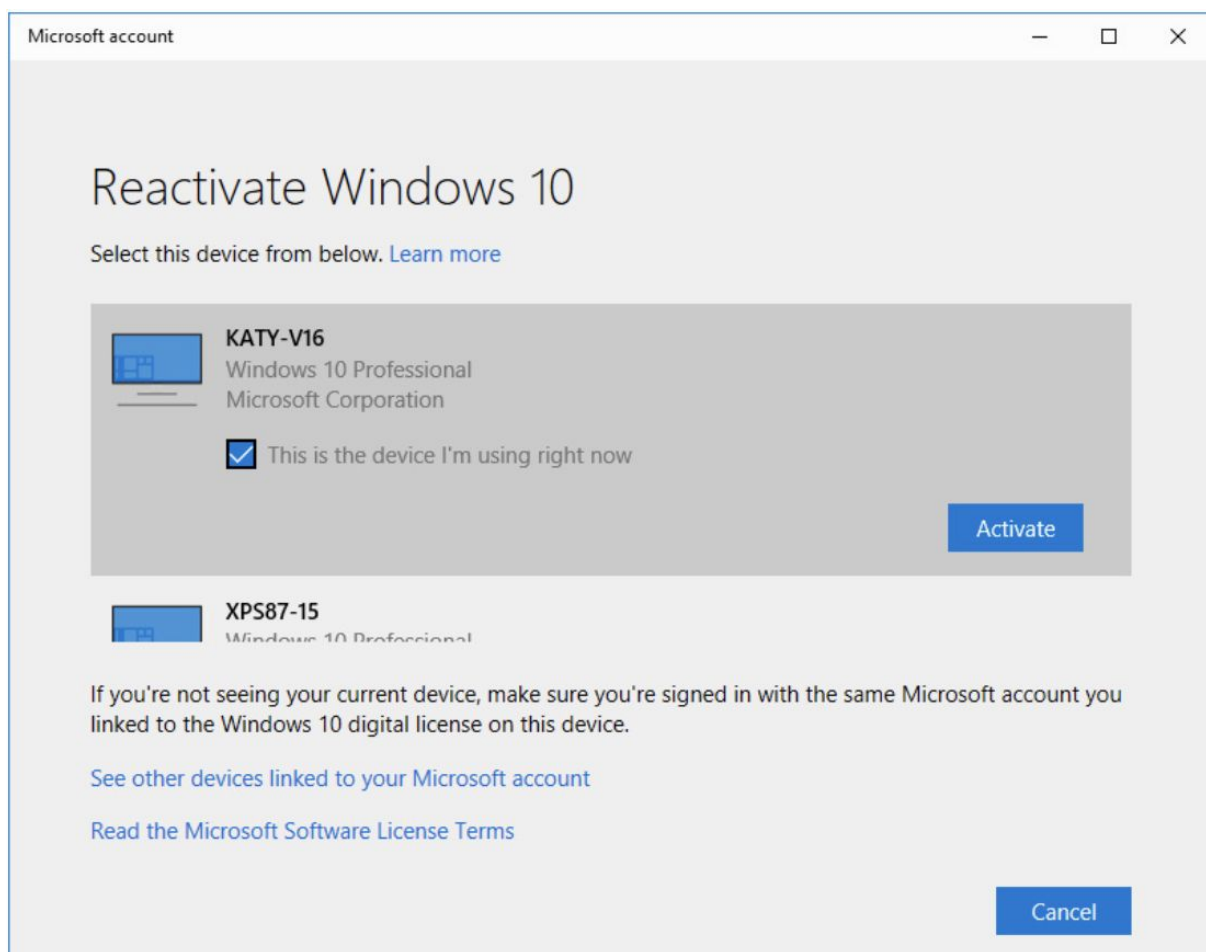 Microsoft account
Reactivate Windows 10
Select this device from below. Learn more
KATY-V16
Windows 10 Professional
Microsoft Corporation
This is the device I'm using right now
Activate
XPS87-15
Windows 10 Professional
If you're not seeing your current device, make sure you're signed in with the same Microsoft account you
linked to the Windows 10 digital license on this device.
See other devices linked to your Microsoft account
Read the Microsoft Software License Terms
Cancel